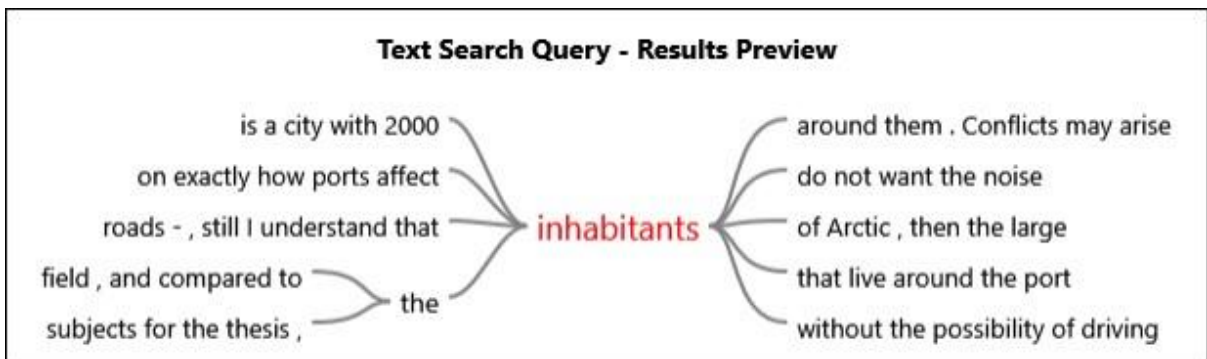 Text Search Query - Results Preview
is a city with 2000
on exactly how ports affect
roads - , still I understand that
field , and compared to
the
subjects for the thesis ,
inhabitants
around them . Conflicts may arise
do not want the noise
of Arctic , then the large
that live around the port
without the possibility of driving